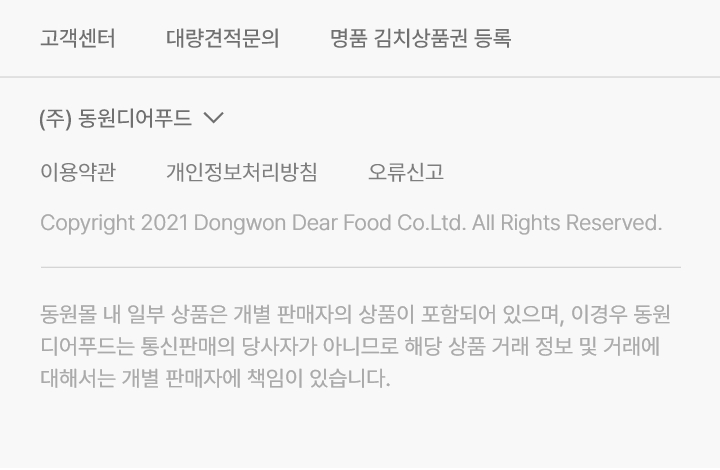 고객센터 대량견적문의 명품 김치상품권 등록
(주) 동원디어푸드
이용약관 개인정보처리방침 오류신고
Copyright 2021 Dongwon Dear Food Co.Ltd. All Rights Reserved.
동원몰 내 일부 상품은 개별 판매자의 상품이 포함되어 있으며, 이경우 동원
디어푸드는 통신판매의 당사자가 아니므로 해당 상품 거래 정보 및 거래에
대해서는 개별 판매자에 책임이 있습니다.